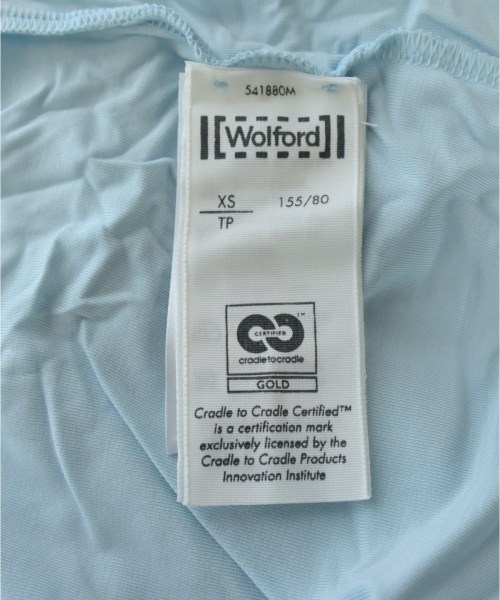 541880M
Wolford
XS 155/80
TP
CERTIFIED
cradletocradle
TM
GOLD
Cradle to Cradle Certified™
is a certification mark
exclusively licensed by the
Cradle to Cradle Products
Innovation Institute